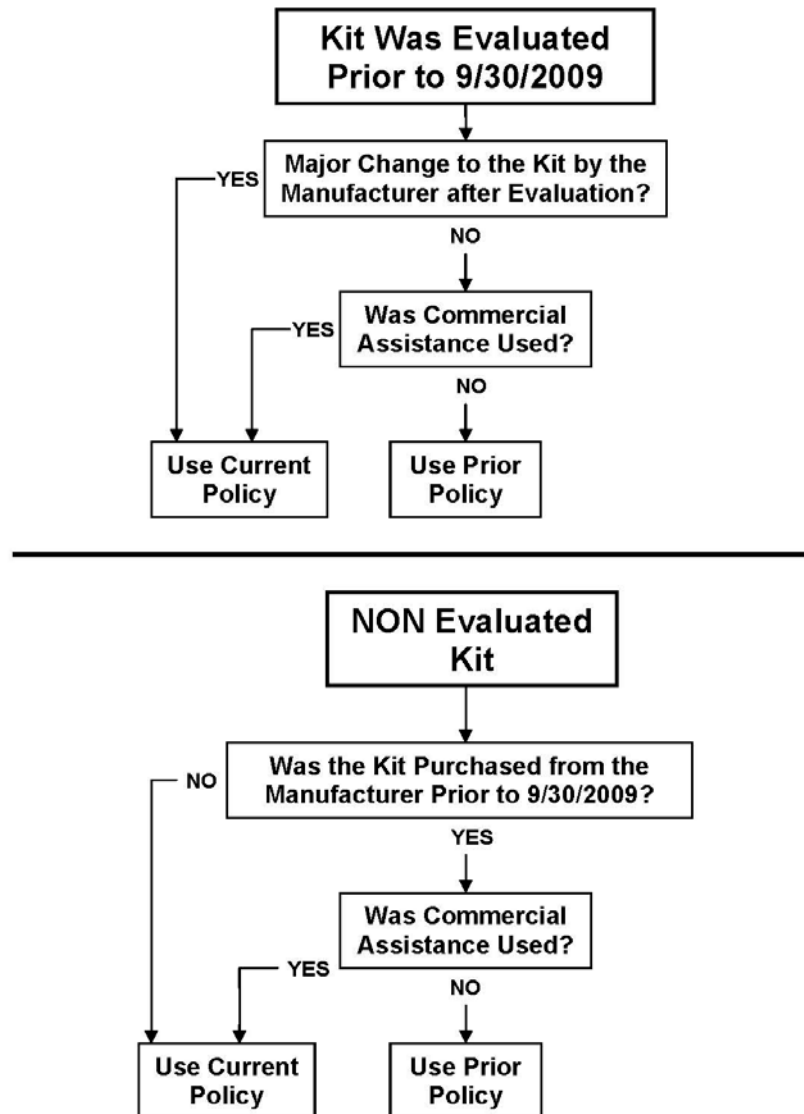 Kit Was Evaluated
Prior to 9/30/2009
Major Change to the Kit by the
Manufacturer after Evaluation?
YES
NO
Was Commercial
Assistance Used?
YES
NO
Use Current
Policy
Use Prior
Policy
NON Evaluated
Kit
Was the Kit Purchased from the
Manufacturer Prior to 9/30/2009?
NO
YES
Was Commercial
Assistance Used?
YES
NO
Use Current
Policy
Use Prior
Policy